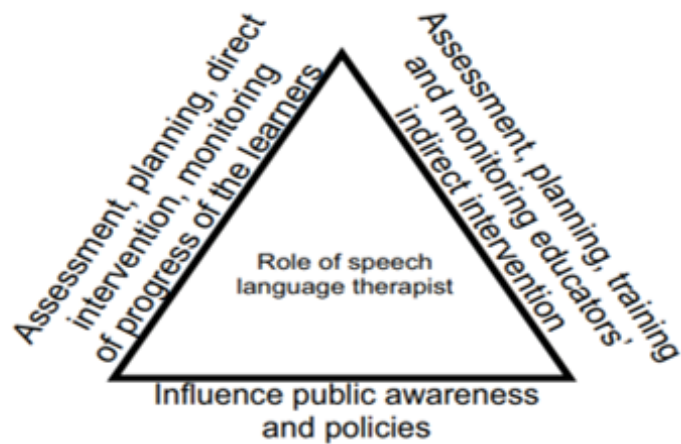 Assessment, planning, direct
intervention, monitoring
of progress of the learners
Assessment, planning, training
and monitoring educators’
indirect intervention
Role of speech
language therapist
Influence public awareness
and policies